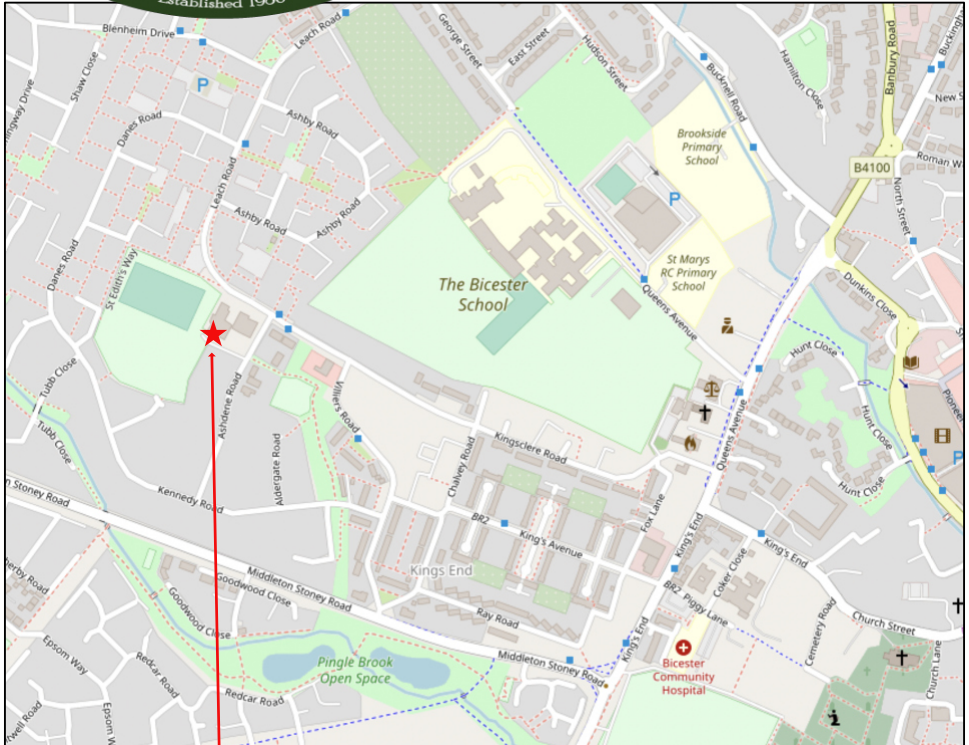 Established 1900
Blenheim Drive
Leach Road
George Street
East Street
Hudson Street
Bucknell Road
Hamilton Close
Banbury Road
New S
Shaw Close
P
Danes Road
Ashby Road
Brookside
Primary
School
B4100
Roman W
North Street
Leach Road
Ashby Road
Ashby Road
P
St Marys
RC Primary
School
Danes Road
St Edith's Way
The Bicester
School
Queens Avenue
Dunkins Close
Hunt Close
Tubb Close
Ashdene Road
Villiers Road
Hunt Close
Pioneer
P
Tubb Close
Aldergate Road
Chalvey Road
Kingsclere Road
Queens Avenue
Hunt Close
n Stoney Road
Kennedy Road
BR2
King's Avenue
Fox Lane
King's End
King's End
Kings End
Coker Close
Middleton Stoney Road
Goodwood Close
Goodwood Close
Ray Road
BR2
Piggy Lane
Cemetery Road
Church Street
Epsom Way
Redcar Road
Pingle Brook
Open Space
Middleton Stoney Road
King's End
Bicester
Community
Hospital
Church Lane
Redcar Road
Epsom W